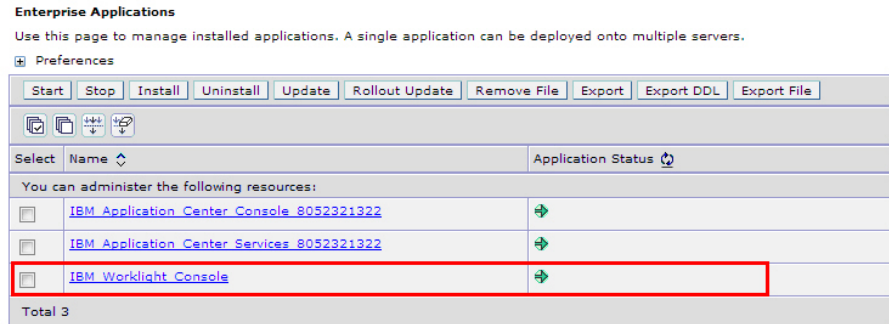 Enterprise Applications
Use this page to manage installed applications. A single application can be deployed onto multiple servers.
Preferences
Start Stop Install Uninstall Update Rollout Update Remove File Export Export DDL Export File
Select Name Application Status
You can administer the following resources:
IBM_Application_Center_Console_8052321322
IBM_Application_Center_Services_8052321322
IBM_Worklight_Console
Total 3